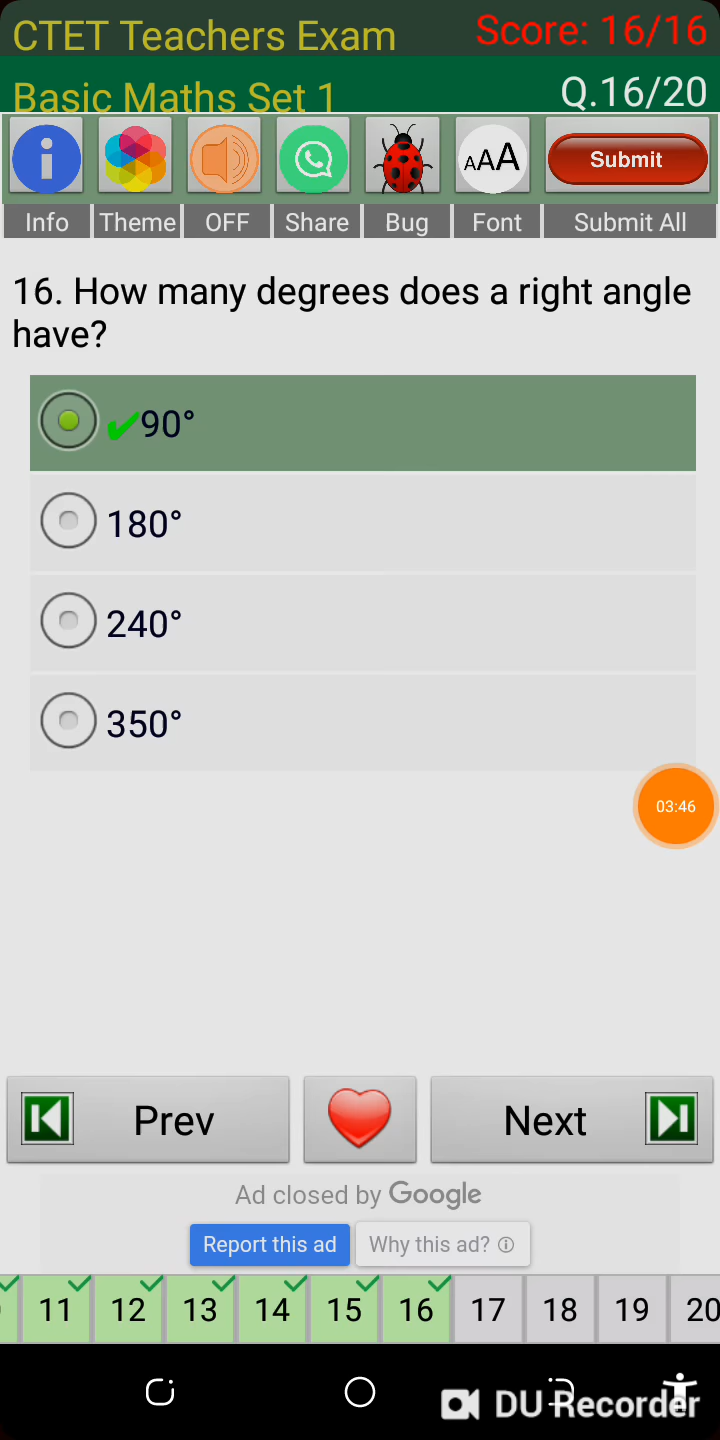 CTET Teachers Exam
Score: 16/16
Basic Maths Set 1
Q.16/20
AAA
Submit
Info
Theme
OFF
Share
Bug
Font
Submit All
16. How many degrees does a right angle
have?
90°
180°
240°
350°
03:46
Prev
Next
Ad closed by Google
Report this ad
Why this ad?
11
12
13
14
15
16
17
18
19
20
DU Recorder